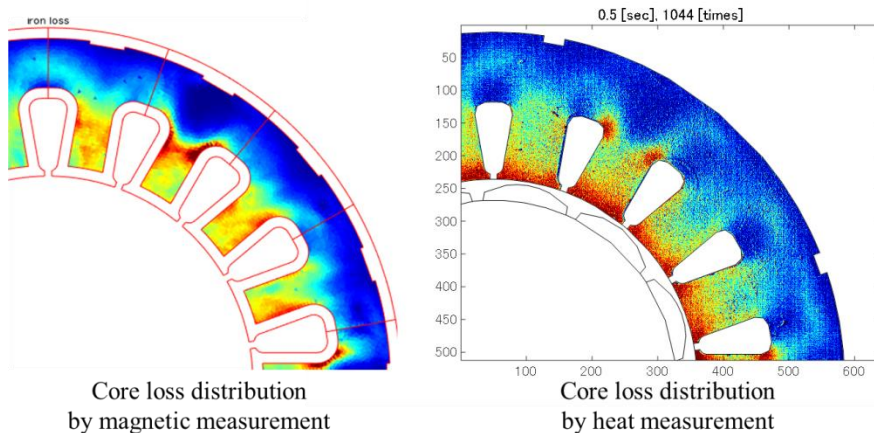 iron loss
0.5 [sec], 1044 [times]
50
100
150
200
250
300
350
400
450
500
100
200
300
400
500
600
Core loss distribution
by magnetic measurement
Core loss distribution
by heat measurement